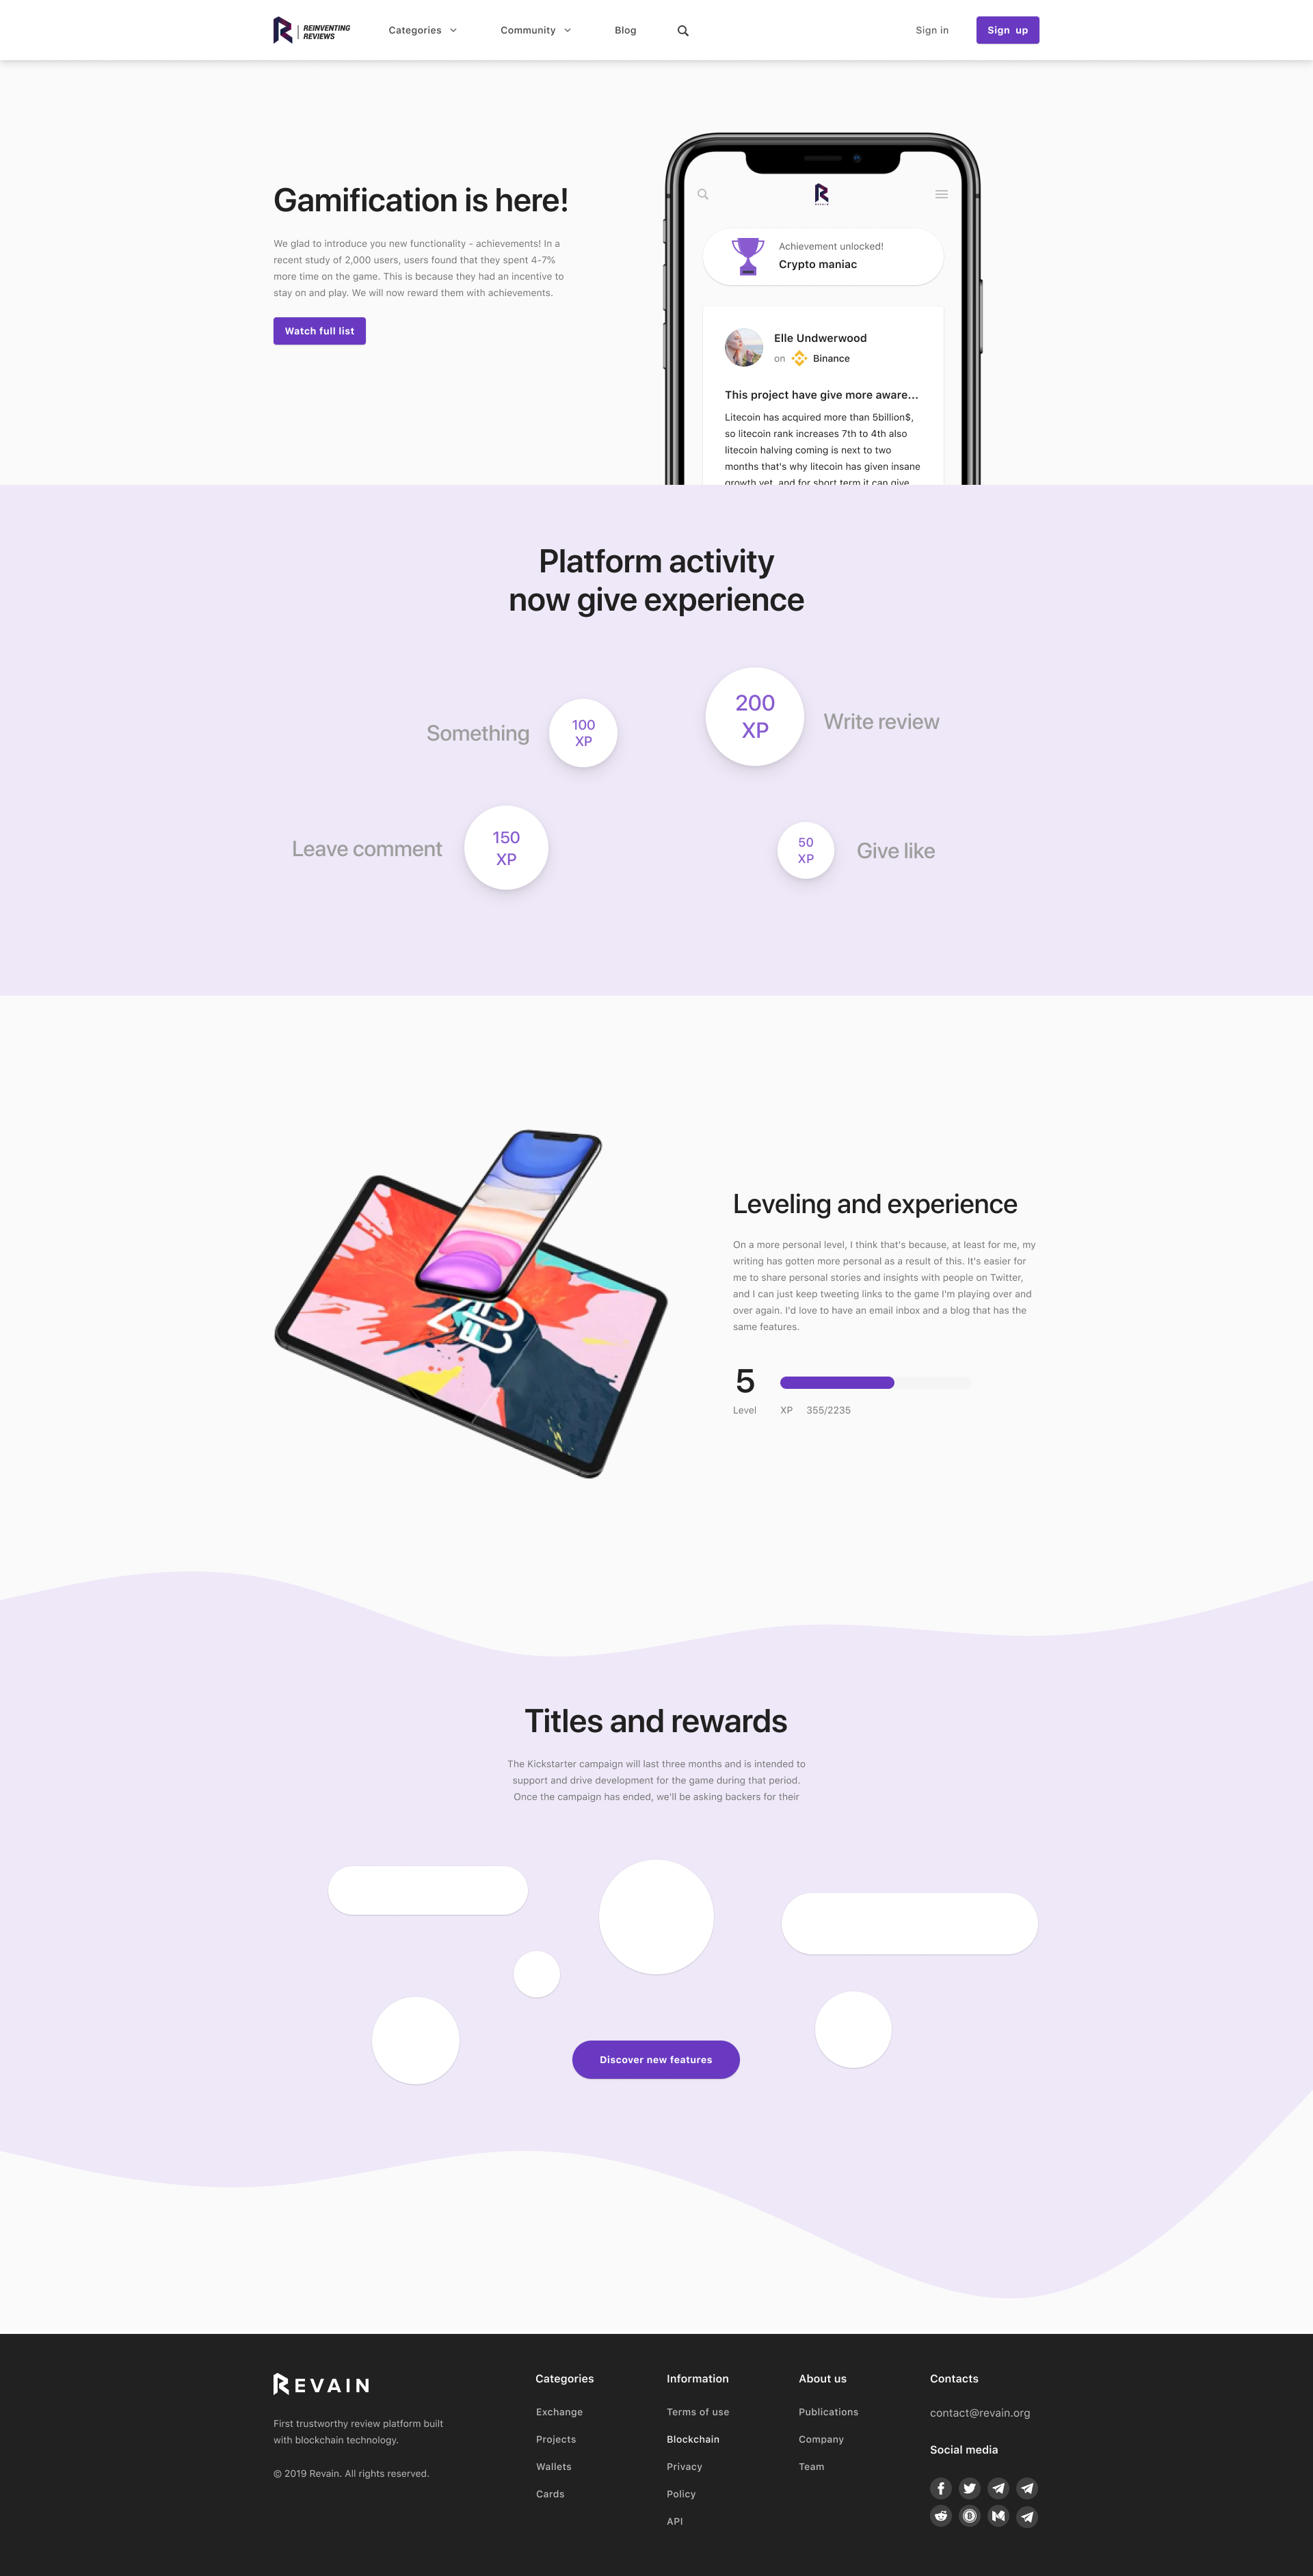 REINVENTING
REVIEWS
Categories
Community
Blog
Sign in
Sign up
Gamification is here!
We glad to introduce you new functionality - achievements! In a
recent study of 2,000 users, users found that they spent 4-7%
more time on the game. This is because they had an incentive to
stay on and play. We will now reward them with achievements.
Watch full list
Achievement unlocked!
Crypto maniac
Elle Undwerwood
on Binance
This project have give more aware...
Litecoin has acquired more than 5billion$,
so litecoin rank increases 7th to 4th also
litecoin halving coming is next to two
months that's why litecoin has given insane
growth yet, and for short term it can give
Platform activity
now give experience
Something
100
XP
200
XP
Write review
Leave comment
150
XP
50
XP
Give like
Leveling and experience
On a more personal level, I think that's because, at least for me, my
writing has gotten more personal as a result of this. It's easier for
me to share personal stories and insights with people on Twitter,
and I can just keep tweeting links to the game I'm playing over and
over again. I'd love to have an email inbox and a blog that has the
same features.
5
Level
XP 355/2235
Titles and rewards
The Kickstarter campaign will last three months and is intended to
support and drive development for the game during that period.
Once the campaign has ended, we'll be asking backers for their
Discover new features
REVAIN
First trustworthy review platform built
with blockchain technology.
© 2019 Revain. All rights reserved.
Categories
Exchange
Projects
Wallets
Cards
Information
Terms of use
Blockchain
Privacy
Policy
API
About us
Publications
Company
Team
Contacts
contact@revain.org
Social media